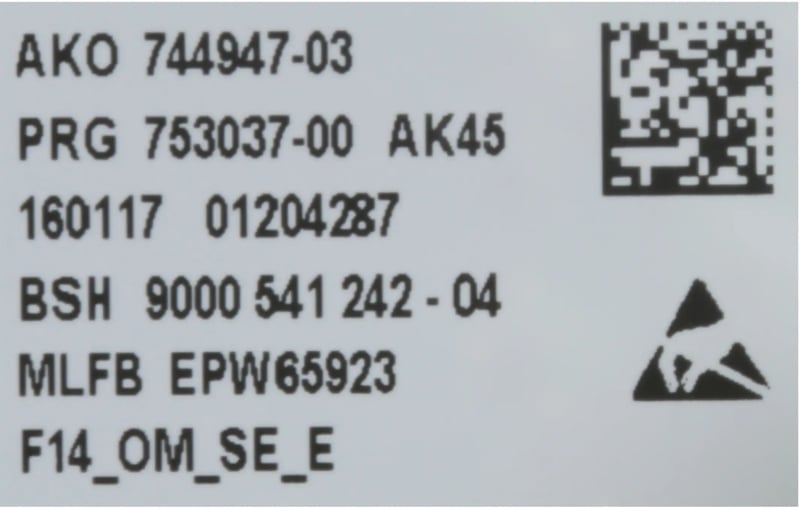 AKO 744947-03
PRG 753037-00 AK45
160117 01204287
BSH 9000 541 242 - 04
MLFB EPW65923
F14_OM_SE_E